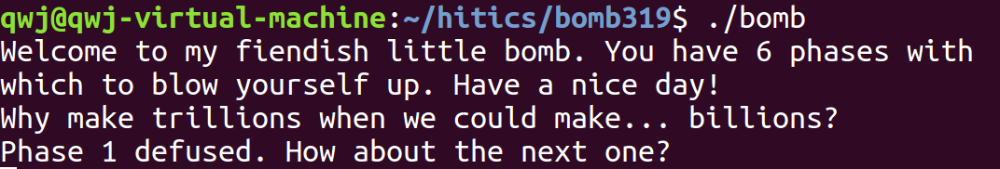 qwj@qwj-virtual-machine:~/hitics/bomb319$ ./bomb
Welcome to my fiendish little bomb. You have 6 phases with
which to blow yourself up. Have a nice day!
Why make trillions when we could make... billions?
Phase 1 defused. How about the next one?